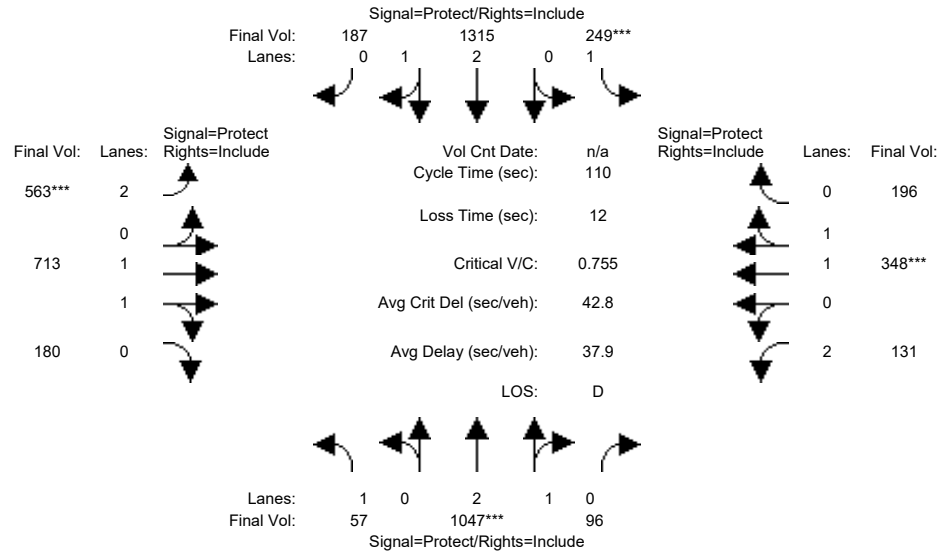 Signal=Protect/Rights=Include
Final Vol: 187 1315 249***
Lanes: 0 1 2 0 1
Signal=Protect Signal=Protect
Final Vol: Lanes: Rights=Include Vol Cnt Date: n/a Rights=Include Lanes: Final Vol:
Cycle Time (sec): 110
563*** 2 0 196
Loss Time (sec): 12
0 1
713 1 Critical V/C: 0.755 1 348***
1 Avg Crit Del (sec/veh): 42.8 0
180 0 Avg Delay (sec/veh): 37.9 2 131
LOS: D
Lanes: 1 0 2 1 0
Final Vol: 57 1047*** 96
Signal=Protect/Rights=Include